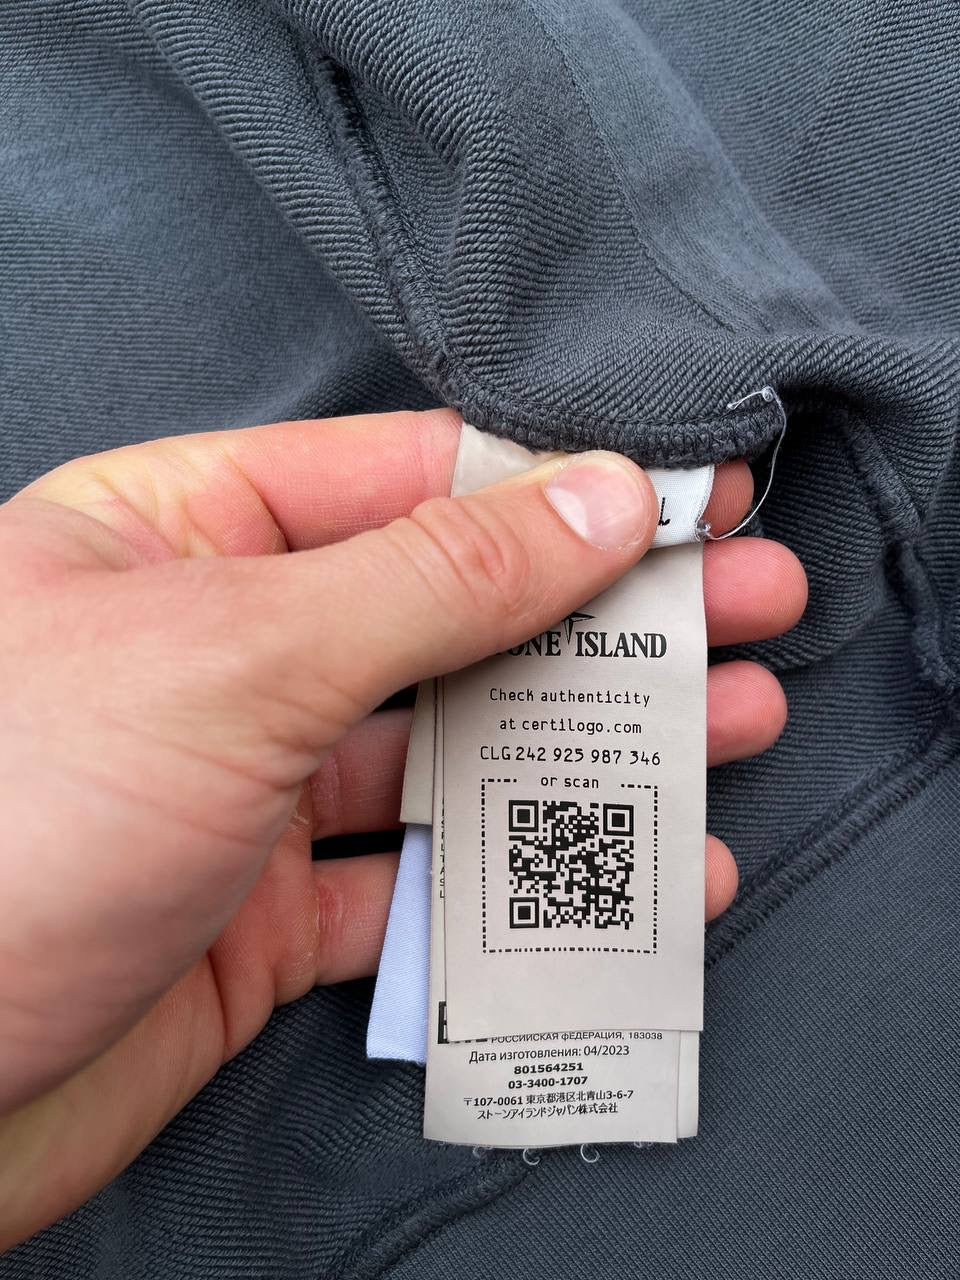 L
STONE ISLAND
Check authenticity
at certilogo.com
CLG 242 925 987 346
or scan
РОССИЙСКАЯ ФЕДЕРАЦИЯ, 183038
Дата изготовления: 04/2023
801564251
03-3400-1707
〒107-0061 東京都港区北青山3-6-7
ストーンアイランドジャパン株式会社